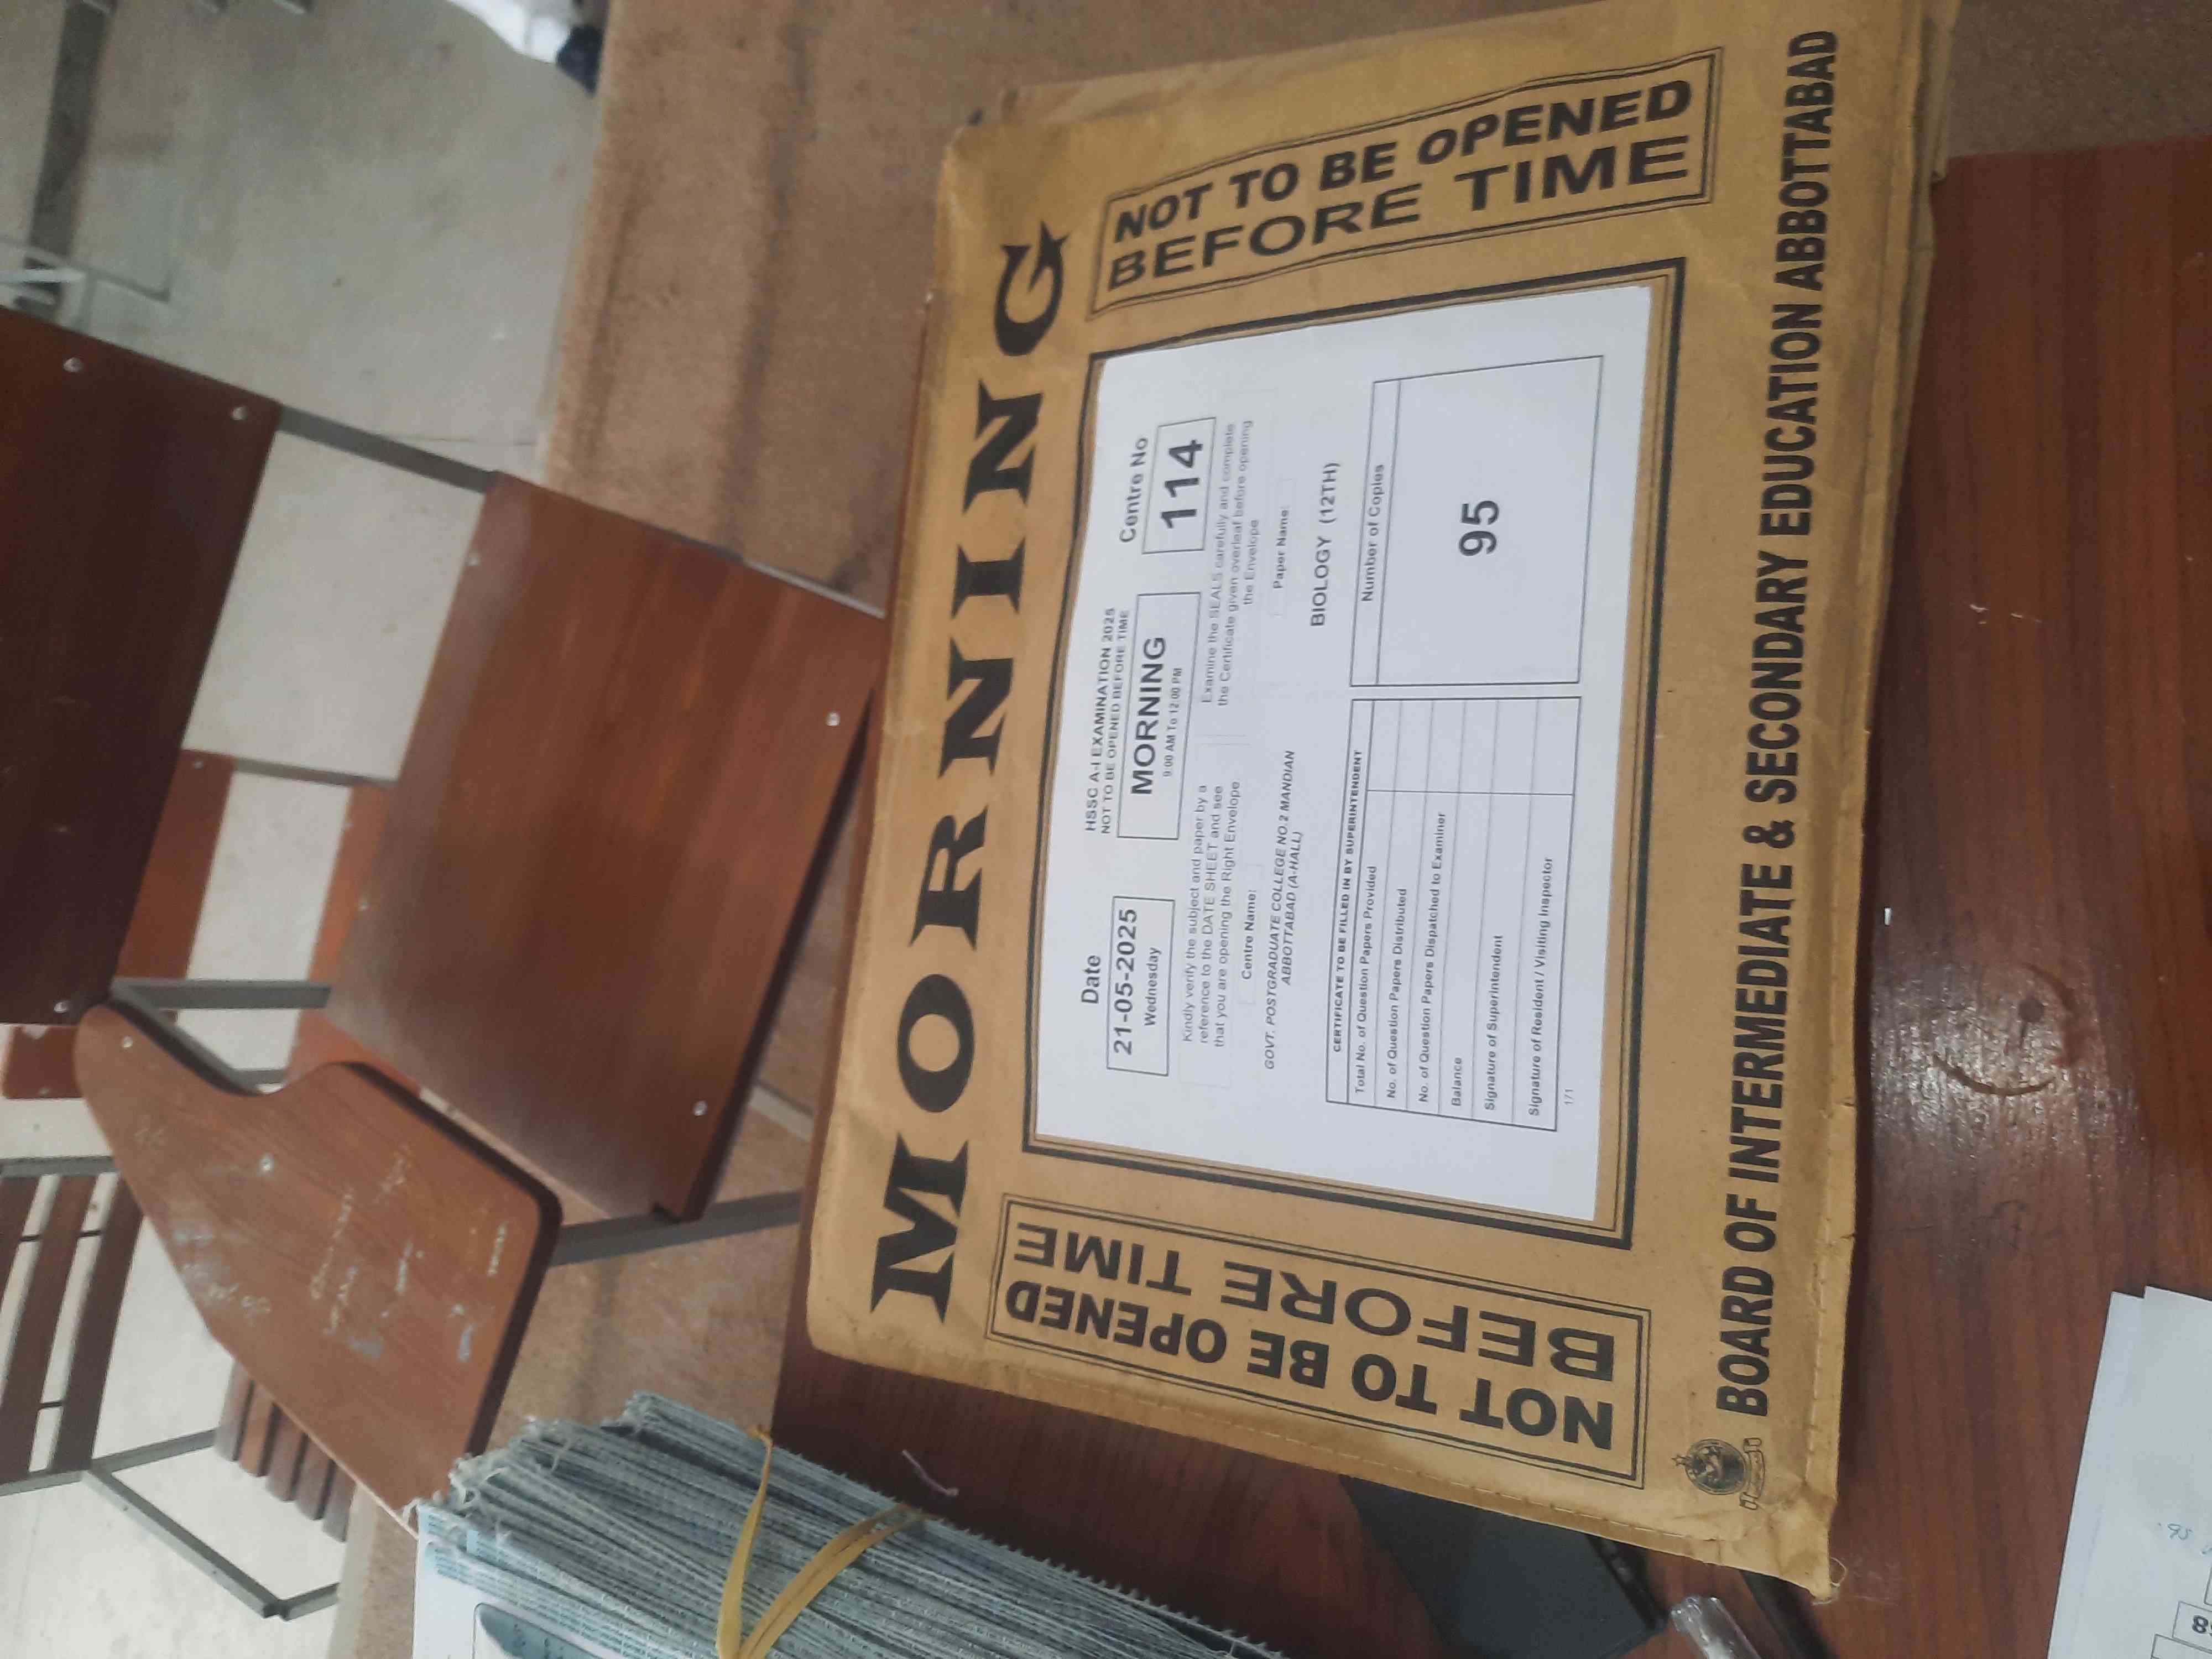 MORNING
NOT TO BE OPENED
BEFORE TIME
HSSC A-I EXAMINATION 2025
NOT TO BE OPENED BEFORE TIME
Date
21-05-2025
Wednesday
MORNING
9:00 AM To 12:00 PM
Centre No
114
Kindly verify the subject and paper by a
reference to the DATE SHEET and see
that you are opening the Right Envelope
Examine the SEALS carefully and complete
the Certificate given overleaf before opening
the Envelope
Centre Name:
GOVT. POSTGRADUATE COLLEGE NO.2 MANDIAN
ABBOTTABAD (A-HALL)
Paper Name:
BIOLOGY (12TH)
CERTIFICATE TO BE FILLED IN BY SUPERINTENDENT
Total No. of Question Papers Provided
No. of Question Papers Distributed
No. of Question Papers Dispatched to Examiner
Balance
Signature of Superintendent
Signature of Resident / Visiting Inspector
Number of Copies
95
171
NOT TO BE OPENED
BEFORE TIME
BOARD OF INTERMEDIATE & SECONDARY EDUCATION ABBOTTABAD